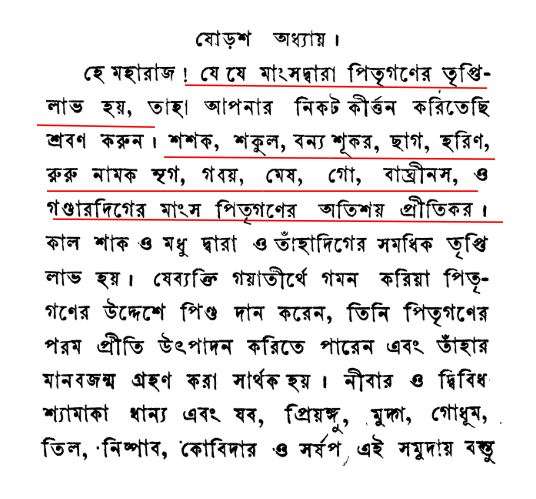 ষোড়শ অধ্যায়।
হে মহারাজ! যে যে মাংসদ্বারা পিতৃগণের তৃপ্তি-
লাভ হয়, তাহা আপনার নিকট কীর্ত্তন করিতেছি
শ্রবণ করুন। শশক, শকুল, বন্য শূকর, ছাগ, হরিণ,
রুরু নামক মৃগ, গবয়, মেষ, গো, বাঘ্রীনস, ও
গণ্ডারদিগের মাংস পিতৃগণের অতিশয় প্রীতিকর।
কাল শাক ও মধু দ্বারা ও তাঁহাদিগের সমধিক তৃপ্তি
লাভ হয়। যেব্যক্তি গয়াতীর্থে গমন করিয়া পিতৃ-
গণের উদ্দেশে পিণ্ড দান করেন, তিনি পিতৃগণের
পরম প্রীতি উৎপাদন করিতে পারেন এবং তাঁহার
মানবজন্ম গ্রহণ করা সার্থক হয়। নীবার ও দ্বিবিধ
শ্যামাকা ধান্য এবং যব, প্রিয়ঙ্গু, মুদ্গ, গোধূম,
তিল, নিষ্পাব, কোবিদার ও সর্ষপ, এই সমুদায় বস্তু